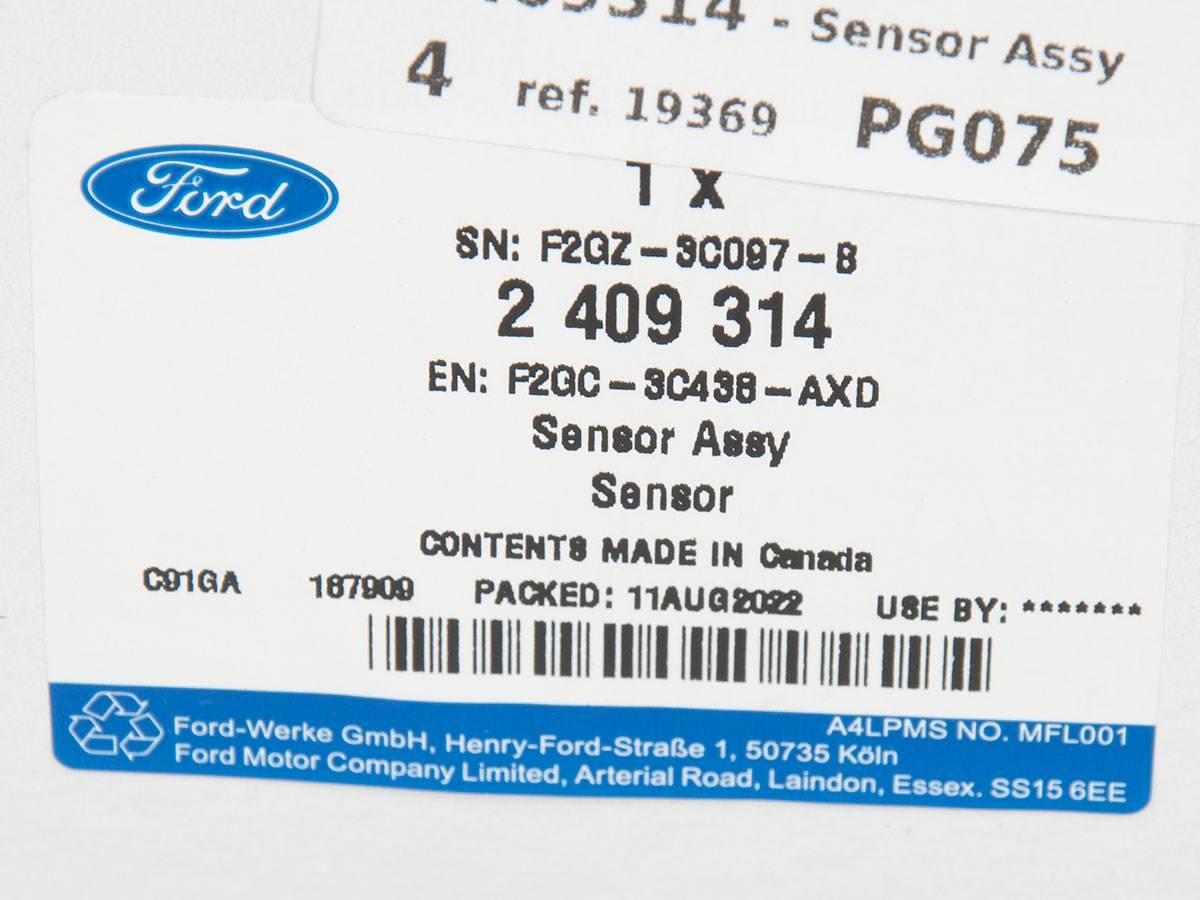 409314 - Sensor Assy
4 ref. 19369 PG075
Ford
1 X
SN: F2GZ-3C097-B
2 409 314
EN: F2GC-3C438-AXD
Sensor Assy
Sensor
CONTENTS MADE IN Canada
C91GA 187909 PACKED: 11AUG2022 USE BY: *******
A4LPMS NO. MFL001
Ford-Werke GmbH, Henry-Ford-Straße 1, 50735 Köln
Ford Motor Company Limited, Arterial Road, Laindon, Essex. SS15 6EE